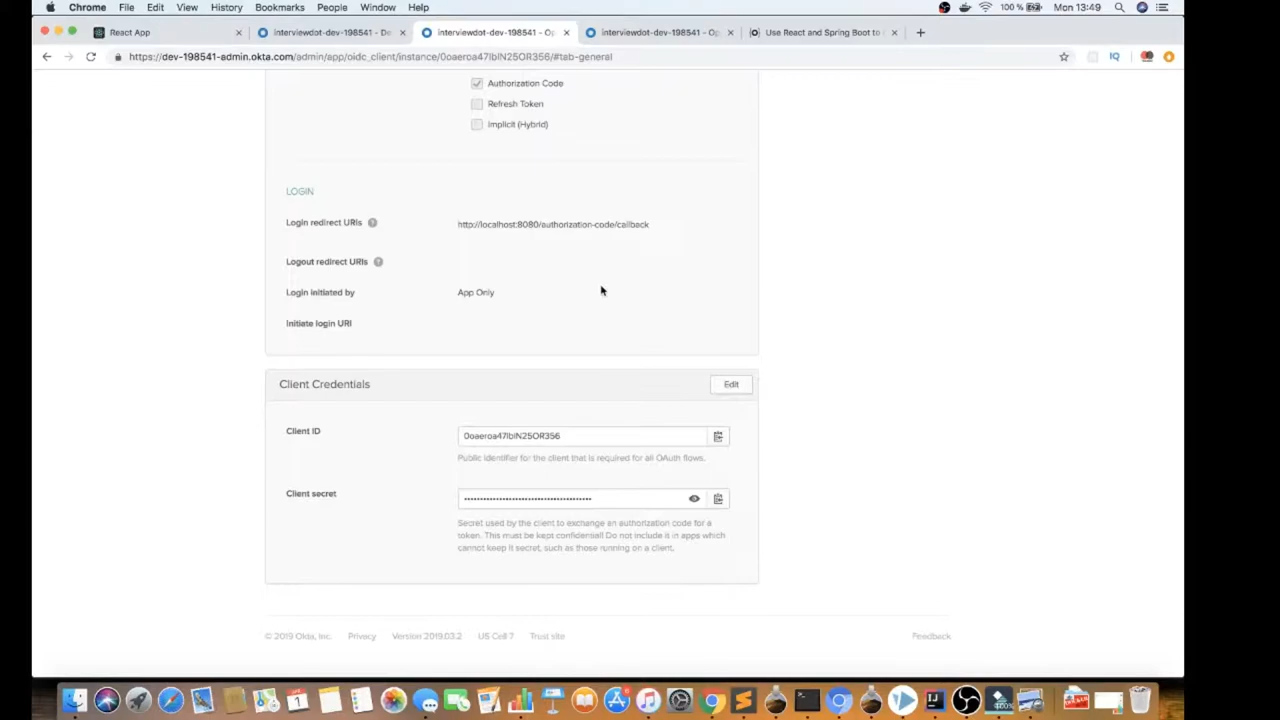 Chrome File Edit View History Bookmarks People Window Help 100 % Mon 13:49
React App interviewdot-dev-198541 - De interviewdot-dev-198541 - Op interviewdot-dev-198541 - Op Use React and Spring Boot to
https://dev-198541-admin.okta.com/admin/app/oidc_client/instance/0oaeroa47lblN25OR356/#tab-general
Authorization Code
Refresh Token
Implicit (Hybrid)
LOGIN
Login redirect URIs http://localhost:8080/authorization-code/callback
Logout redirect URIs
Login initiated by App Only
Initiate login URI
Client Credentials Edit
Client ID 0oaeroa47lblN25OR356
Public identifier for the client that is required for all OAuth flows.
Client secret ••••••••••••••••••••••••••••••••••••••••
Secret used by the client to exchange an authorization code for a
token. This must be kept confidential! Do not include it in apps which
cannot keep it secret, such as those running on a client.
© 2019 Okta, Inc. Privacy Version 2019.03.2 US Cell 7 Trust site Feedback